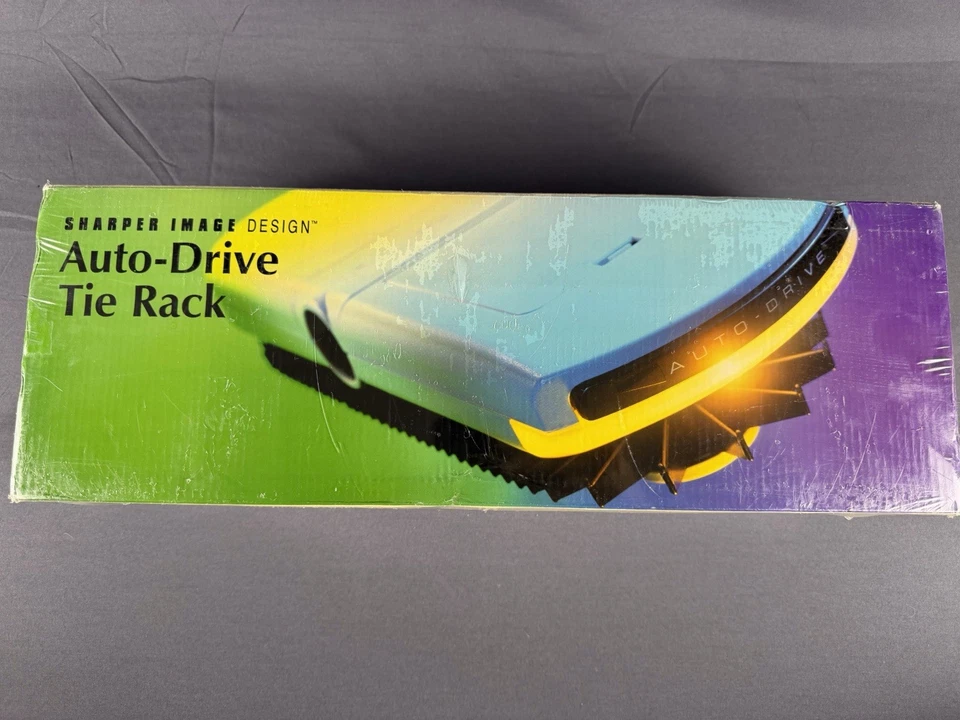 SHARPER IMAGE DESIGN™
Auto-Drive
Tie Rack
AUTO-DRIVE